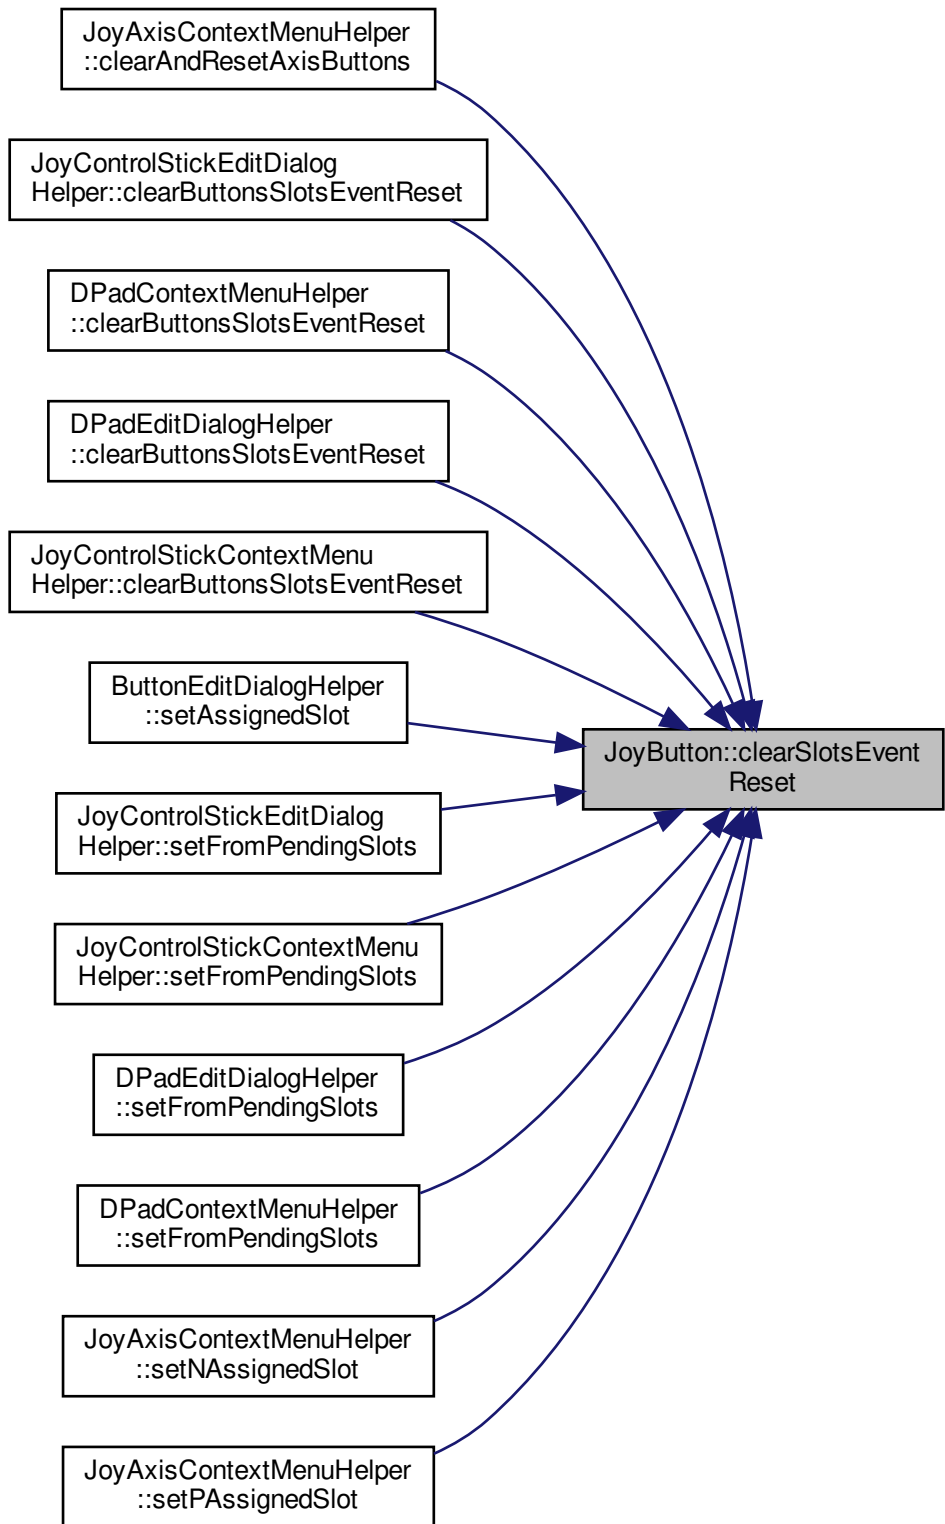 JoyAxisContextMenuHelper
::clearAndResetAxisButtons
JoyControlStickEditDialog
Helper::clearButtonsSlotsEventReset
DPadContextMenuHelper
::clearButtonsSlotsEventReset
DPadEditDialogHelper
::clearButtonsSlotsEventReset
JoyControlStickContextMenu
Helper::clearButtonsSlotsEventReset
ButtonEditDialogHelper
::setAssignedSlot
JoyButton::clearSlotsEvent
Reset
JoyControlStickEditDialog
Helper::setFromPendingSlots
JoyControlStickContextMenu
Helper::setFromPendingSlots
DPadEditDialogHelper
::setFromPendingSlots
DPadContextMenuHelper
::setFromPendingSlots
JoyAxisContextMenuHelper
::setNAssignedSlot
JoyAxisContextMenuHelper
::setPAssignedSlot